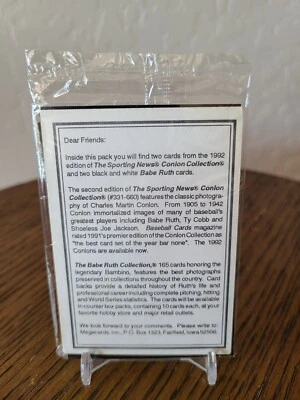 Dear Friends:
Inside this pack you will find two cards from the 1992
edition of The Sporting News® Conlon Collection®
and two black and white Babe Ruth cards.
The second edition of The Sporting News® Conlon
Collection® (#331-660) features the classic photogra-
phy of Charles Martin Conlon. From 1905 to 1942
Conlon immortalized images of many of baseball's
greatest players including Babe Ruth, Ty Cobb and
Shoeless Joe Jackson. Baseball Cards magazine
rated 1991's premier edition of the Conlon Collection as
"the best card set of the year bar none". The 1992
Conlons are available now.
The Babe Ruth Collection,® 165 cards honoring the
legendary Bambino, features the best photographs
preserved in collections throughout the country. Card
backs provide a detailed history of Ruth's life and
professional career including complete pitching, hitting
and World Series statistics. The cards will be available
in counter box packs, containing 10 cards each, at your
favorite hobby store and major retail outlets.
We look forward to your comments. Please write to:
Megacards, Inc., P.O. Box 1523, Fairfield, Iowa 52556.